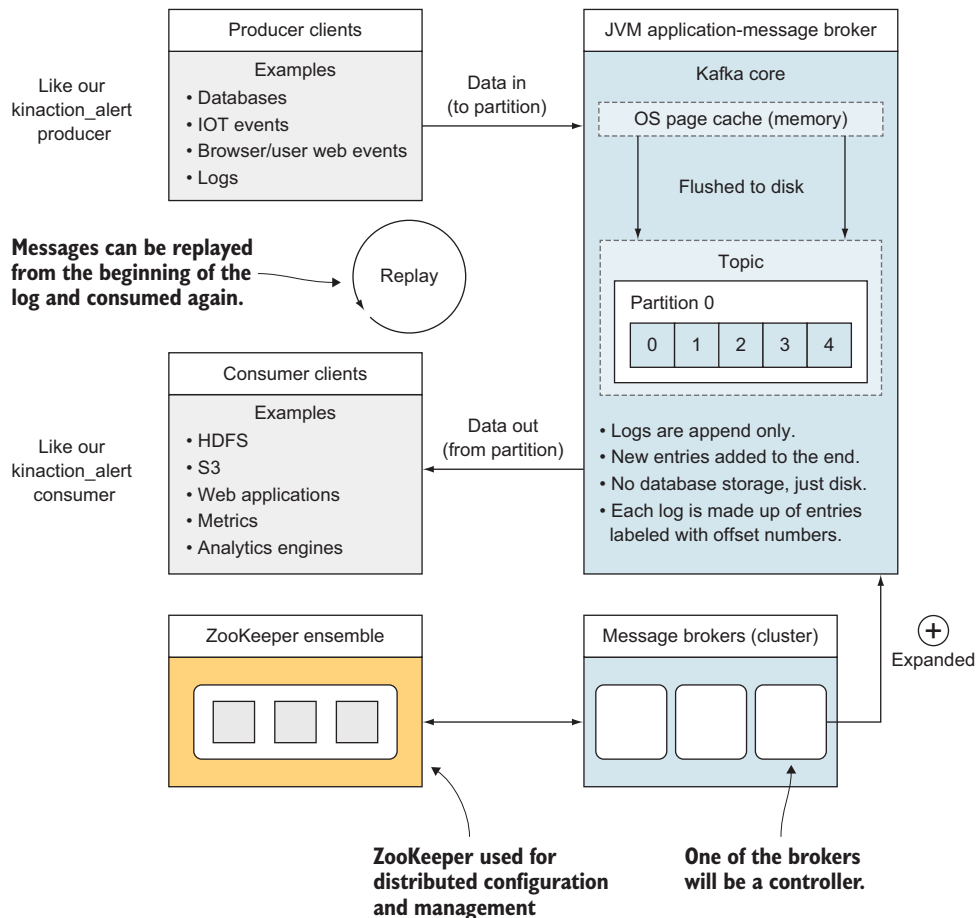 Producer clients
Like our
kinaction_alert
producer
Examples
• Databases
• IOT events
• Browser/user web events
• Logs
Data in
(to partition)
JVM application-message broker
Kafka core
OS page cache (memory)
Flushed to disk
Topic
Partition 0
0 1 2 3 4
• Logs are append only.
• New entries added to the end.
• No database storage, just disk.
• Each log is made up of entries
labeled with offset numbers.
Messages can be replayed
from the beginning of the
log and consumed again.
Replay
Consumer clients
Like our
kinaction_alert
consumer
Examples
• HDFS
• S3
• Web applications
• Metrics
• Analytics engines
Data out
(from partition)
ZooKeeper ensemble
Message brokers (cluster)
+
Expanded
ZooKeeper used for
distributed configuration
and management
One of the brokers
will be a controller.